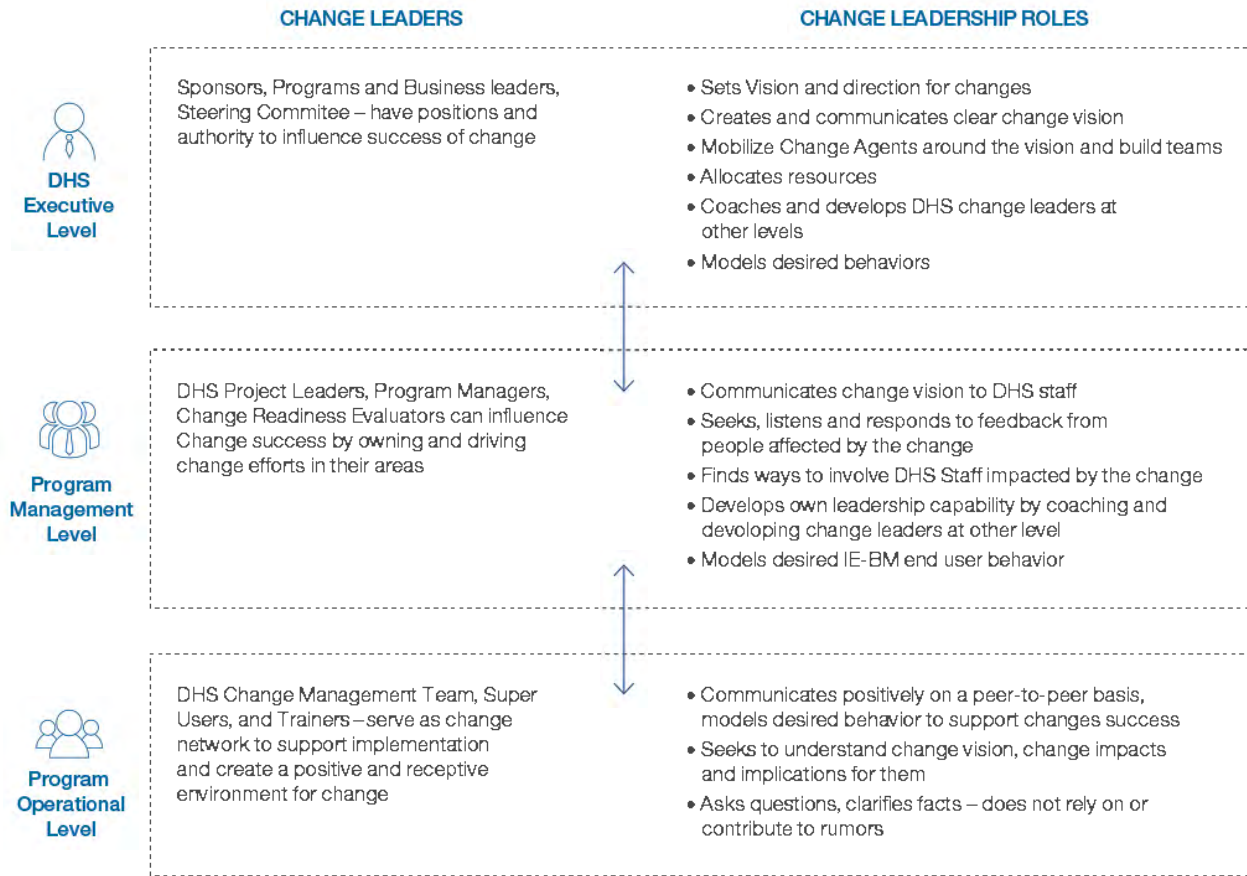 CHANGE LEADERS
CHANGE LEADERSHIP ROLES
DHS
Executive
Level
Sponsors, Programs and Business leaders,
Steering Commitee – have positions and
authority to influence success of change
• Sets Vision and direction for changes
• Creates and communicates clear change vision
• Mobilize Change Agents around the vision and build teams
• Allocates resources
• Coaches and develops DHS change leaders at
other levels
• Models desired behaviors
Program
Management
Level
DHS Project Leaders, Program Managers,
Change Readiness Evaluators can influence
Change success by owning and driving
change efforts in their areas
• Communicates change vision to DHS staff
• Seeks, listens and responds to feedback from
people affected by the change
• Finds ways to involve DHS Staff impacted by the change
• Develops own leadership capability by coaching and
devoloping change leaders at other level
• Models desired IE-BM end user behavior
Program
Operational
Level
DHS Change Management Team, Super
Users, and Trainers – serve as change
network to support implementation
and create a positive and receptive
environment for change
• Communicates positively on a peer-to-peer basis,
models desired behavior to support changes success
• Seeks to understand change vision, change impacts
and implications for them
• Asks questions, clarifies facts – does not rely on or
contribute to rumors